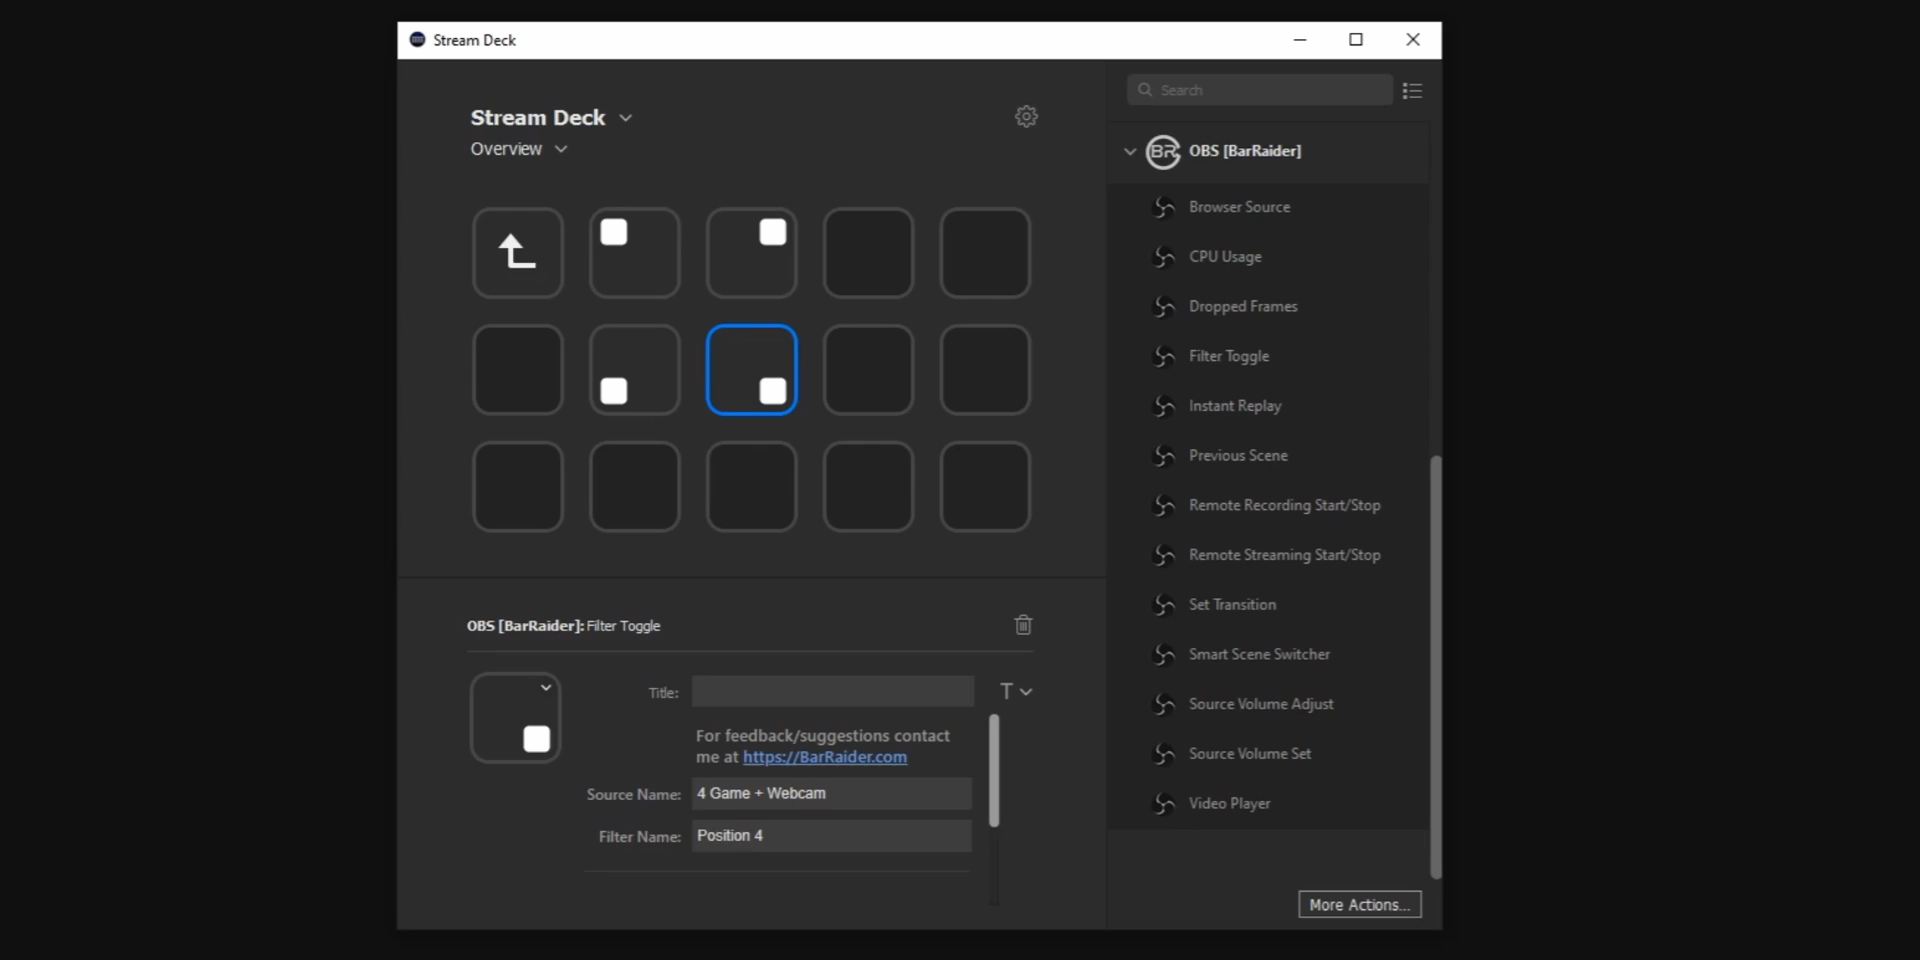 Stream Deck
Stream Deck
Overview
Search
BR
OBS [BarRaider]
Browser Source
CPU Usage
Dropped Frames
Filter Toggle
Instant Replay
Previous Scene
Remote Recording Start/Stop
Remote Streaming Start/Stop
Set Transition
Smart Scene Switcher
Source Volume Adjust
Source Volume Set
Video Player
More Actions...
OBS [BarRaider]: Filter Toggle
Title:
T
For feedback/suggestions contact
me at https://BarRaider.com
Source Name: 4 Game + Webcam
Filter Name: Position 4